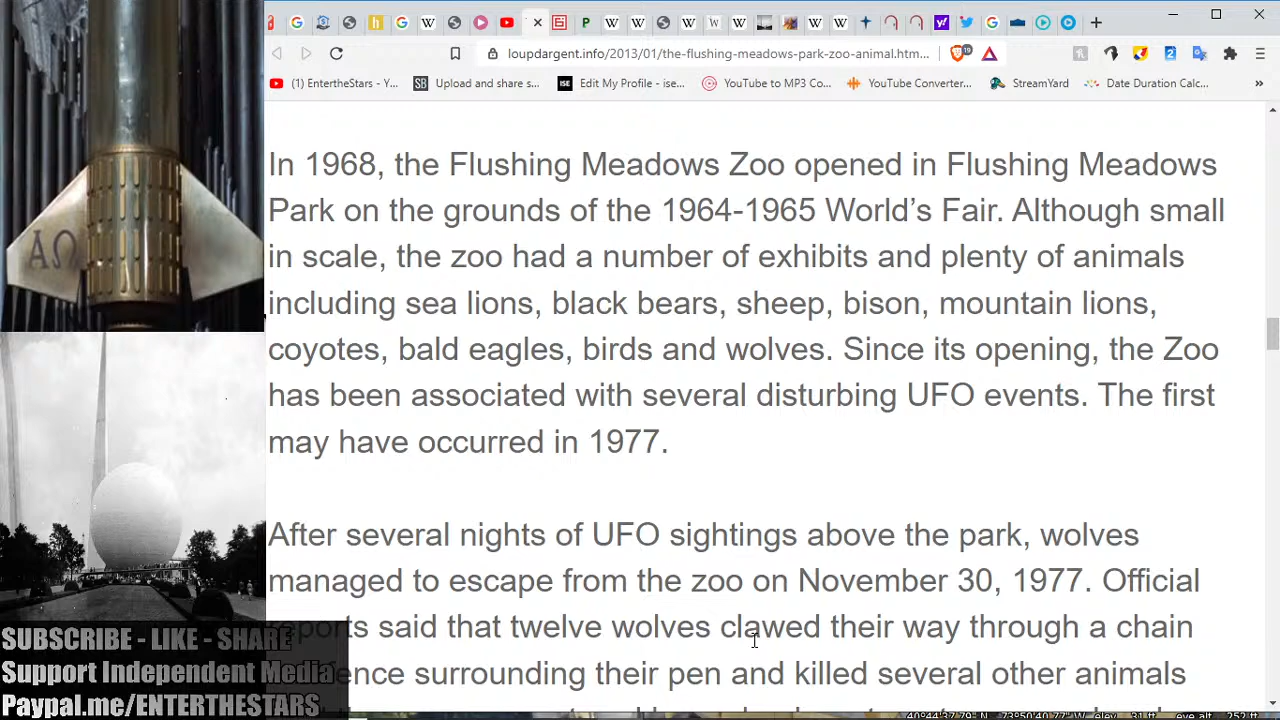 loupdargent.info/2013/01/the-flushing-meadows-park-zoo-animal.htm...
19
(1) EntertheStars - Y...
SB Upload and share s...
ISE Edit My Profile - ise...
YouTube to MP3 Co...
YouTube Converter...
StreamYard
Date Duration Calc...
»
In 1968, the Flushing Meadows Zoo opened in Flushing Meadows
Park on the grounds of the 1964-1965 World’s Fair. Although small
in scale, the zoo had a number of exhibits and plenty of animals
including sea lions, black bears, sheep, bison, mountain lions,
coyotes, bald eagles, birds and wolves. Since its opening, the Zoo
has been associated with several disturbing UFO events. The first
may have occurred in 1977.
After several nights of UFO sightings above the park, wolves
managed to escape from the zoo on November 30, 1977. Official
reports said that twelve wolves clawed their way through a chain
fence surrounding their pen and killed several other animals
ΑΩ
SUBSCRIBE - LIKE - SHARE
Support Independent Media
Paypal.me/ENTERTHESTARS